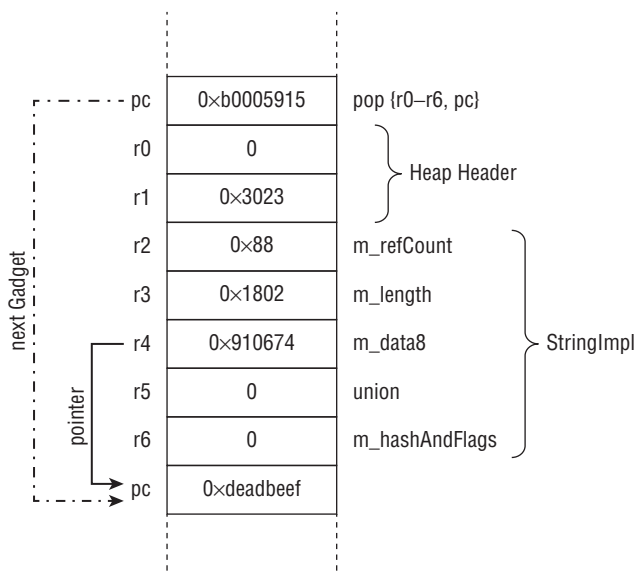 pc 0×b0005915 pop {r0–r6, pc}
r0 0
Heap Header
r1 0×3023
r2 0×88 m_refCount
r3 0×1802 m_length
next Gadget
r4 0×910674 m_data8 StringImpl
pointer
r5 0 union
r6 0 m_hashAndFlags
pc 0×deadbeef